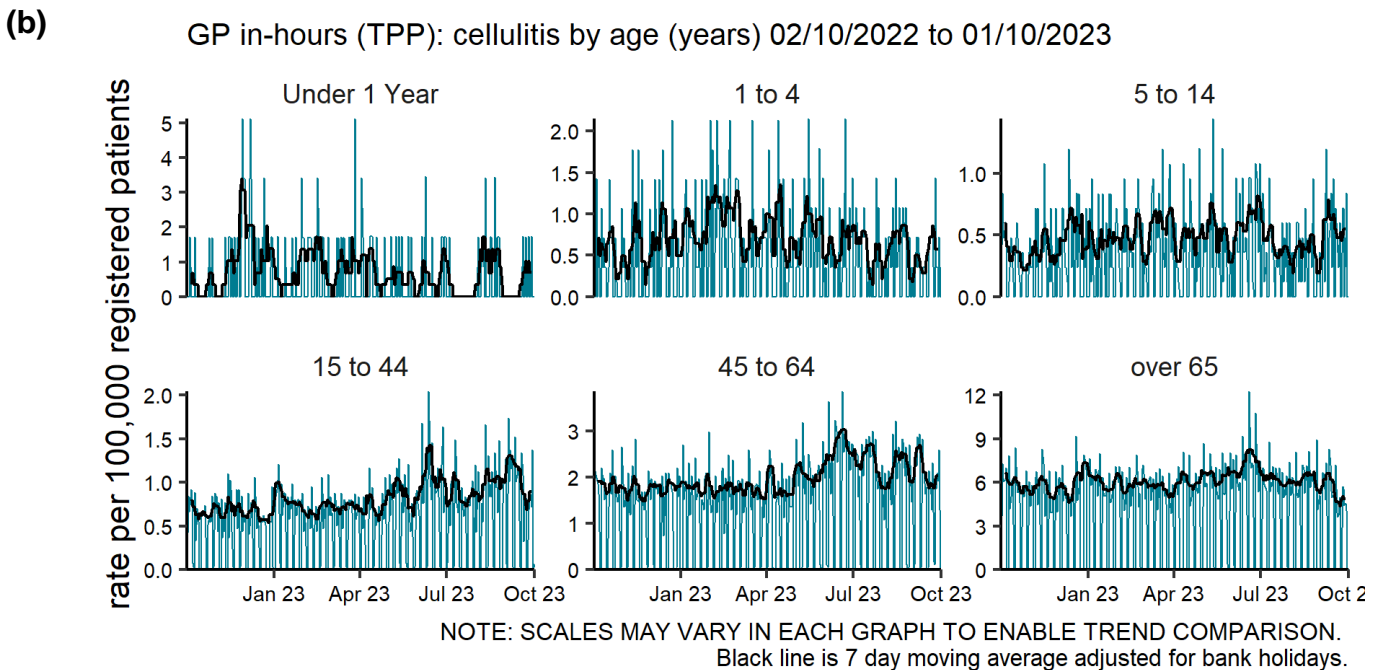 (b)
GP in-hours (TPP): cellulitis by age (years) 02/10/2022 to 01/10/2023
rate per 100,000 registered patients
Under 1 Year
5
4
3
2
1
0
1 to 4
2.0
1.5
1.0
0.5
0.0
5 to 14
1.0
0.5
0.0
15 to 44
2.0
1.5
1.0
0.5
0.0
Jan 23 Apr 23 Jul 23 Oct 23
45 to 64
3
2
1
0
Jan 23 Apr 23 Jul 23 Oct 23
over 65
12
9
6
3
0
Jan 23 Apr 23 Jul 23 Oct 2
NOTE: SCALES MAY VARY IN EACH GRAPH TO ENABLE TREND COMPARISON.
Black line is 7 day moving average adjusted for bank holidays.